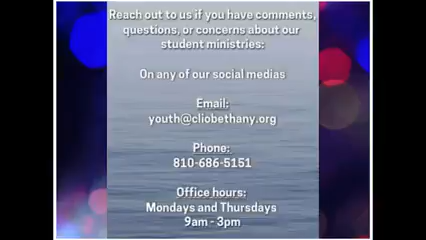 Reach out to us if you have comments,
questions, or concerns about our
student ministries:
On any of our social medias
Email:
youth@cliobethany.org
Phone:
810-686-5151
Office hours:
Mondays and Thursdays
9am - 3pm